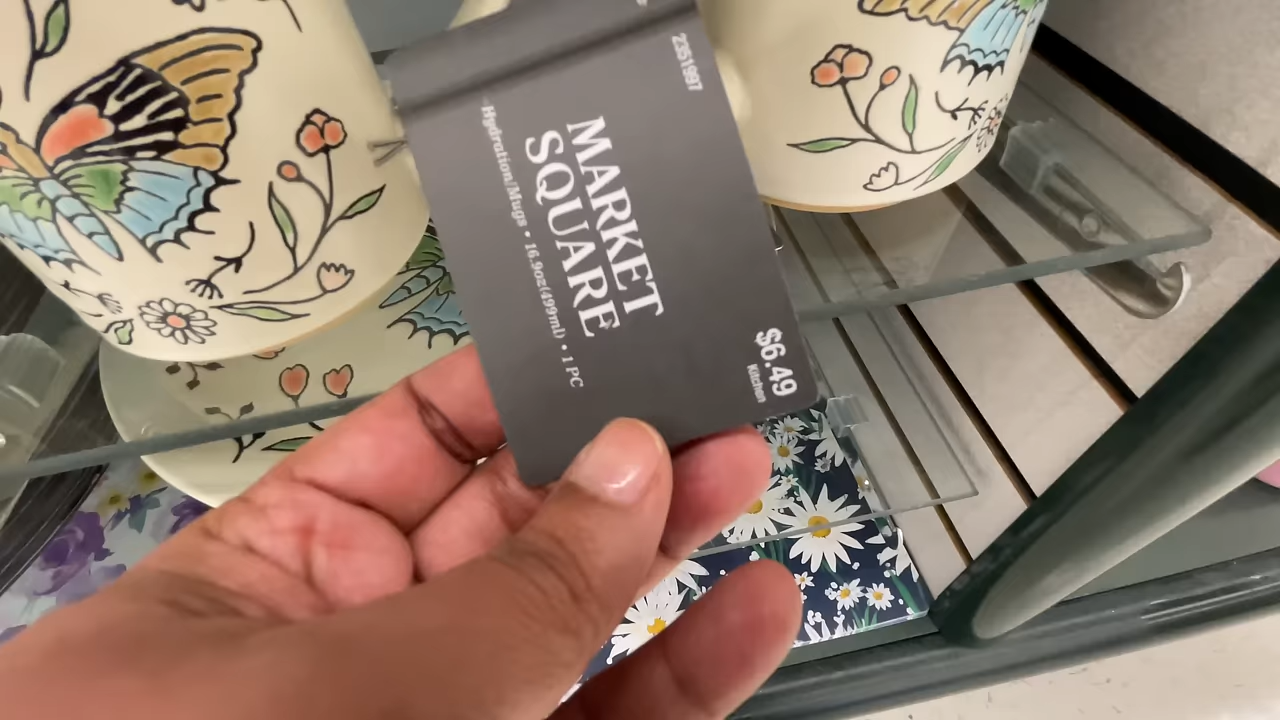 2351997
MARKET
SQUARE
Hydration/Mugs • 16.9oz(499ml) • 1 PC
$6.49
Kitchen